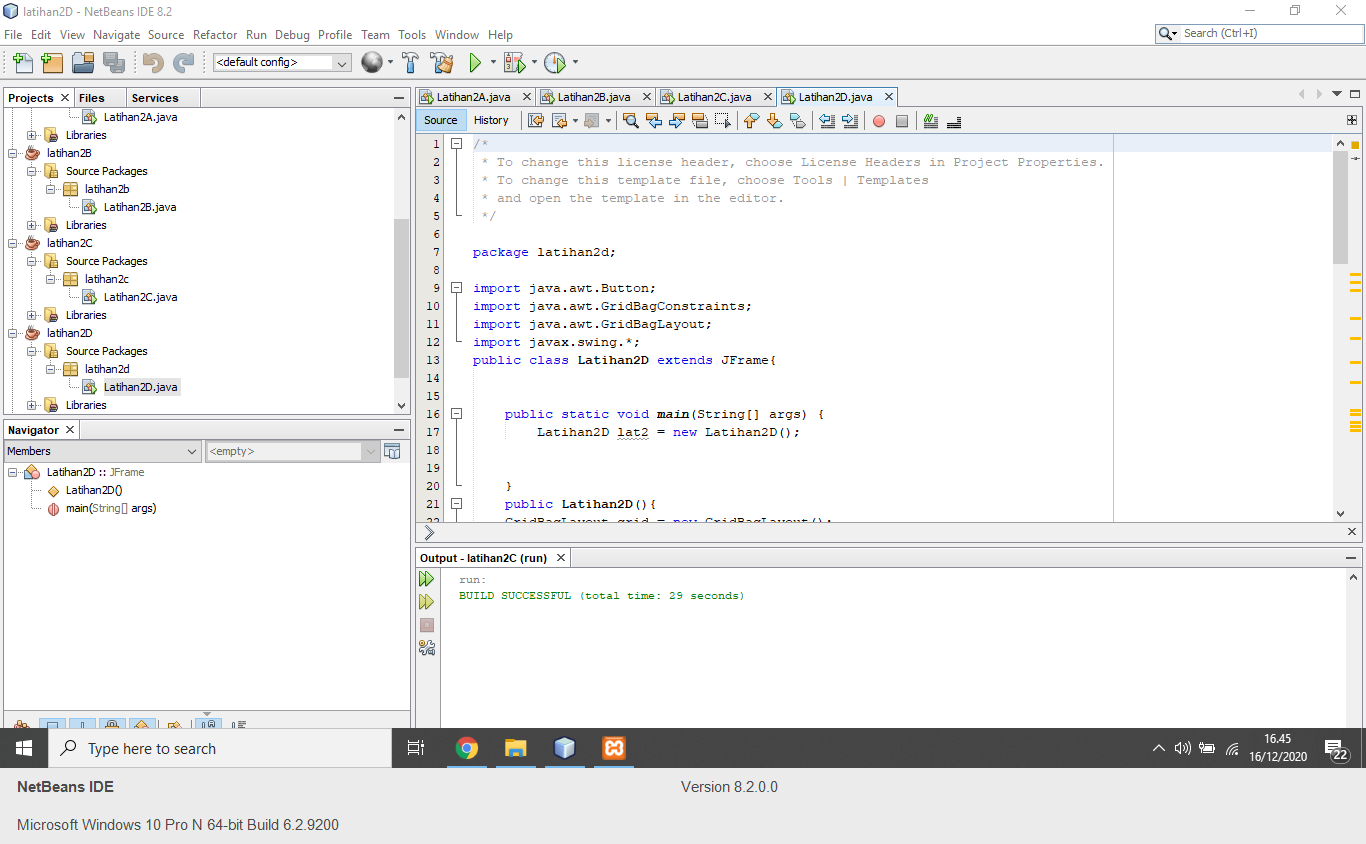 latihan2D - NetBeans IDE 8.2
File Edit View Navigate Source Refactor Run Debug Profile Team Tools Window Help
Search (Ctrl+I)
<default config>
Projects Files Services
Latihan2A.java
Libraries
latihan2B
Source Packages
latihan2b
Latihan2B.java
Libraries
latihan2C
Source Packages
latihan2c
Latihan2C.java
Libraries
latihan2D
Source Packages
latihan2d
Latihan2D.java
Libraries
Navigator
Members
<empty>
Latihan2D :: JFrame
Latihan2D()
main(String[] args)
Latihan2A.java Latihan2B.java Latihan2C.java Latihan2D.java
Source History
1 /*
2 * To change this license header, choose License Headers in Project Properties.
3 * To change this template file, choose Tools | Templates
4 * and open the template in the editor.
5 */
6
7 package latihan2d;
8
9 import java.awt.Button;
10 import java.awt.GridBagConstraints;
11 import java.awt.GridBagLayout;
12 import javax.swing.*;
13 public class Latihan2D extends JFrame{
14
15
16 public static void main(String[] args) {
17 Latihan2D lat2 = new Latihan2D();
18
19
20 }
21 public Latihan2D(){
22 GridBagLayout grid = new GridBagLayout();
Output - latihan2C (run)
run:
BUILD SUCCESSFUL (total time: 29 seconds)
Type here to search
16.45
16/12/2020
22
NetBeans IDE
Version 8.2.0.0
Microsoft Windows 10 Pro N 64-bit Build 6.2.9200